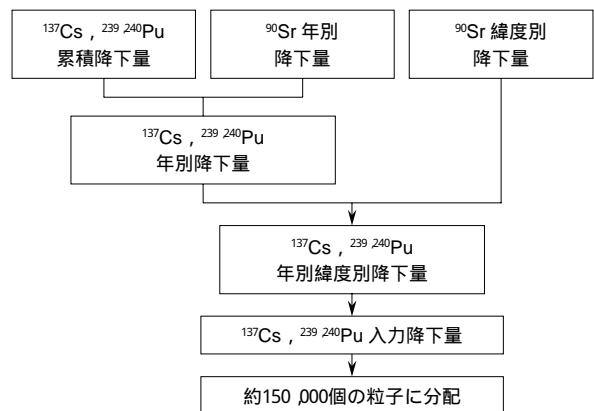 ¹³⁷Cs , ²³⁹,²⁴⁰Pu
累積降下量
⁹⁰Sr 年別
降下量
⁹⁰Sr 緯度別
降下量
¹³⁷Cs , ²³⁹,²⁴⁰Pu
年別降下量
¹³⁷Cs , ²³⁹,²⁴⁰Pu
年別緯度別降下量
¹³⁷Cs , ²³⁹,²⁴⁰Pu 入力降下量
約150,000個の粒子に分配